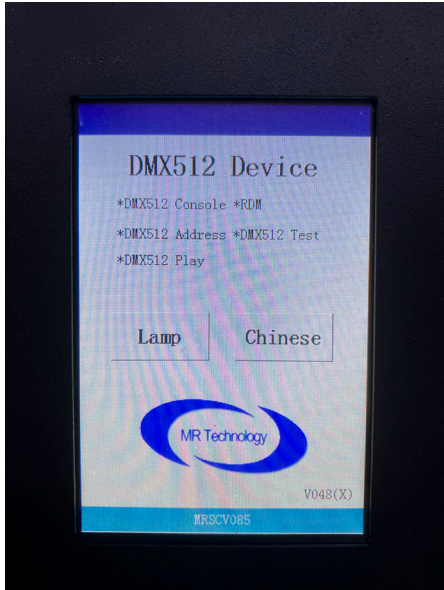 DMX512 Device
*DMX512 Console *RDM
*DMX512 Address *DMX512 Test
*DMX512 Play
Lamp Chinese
MR Technology
V048(X)
MRSCV085